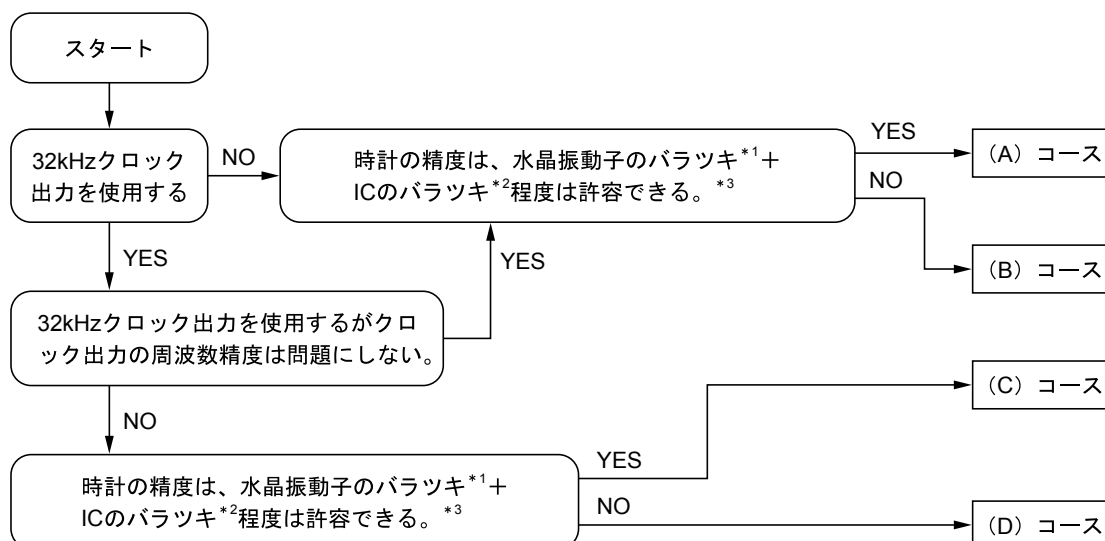 スタート
32kHzクロック
出力を使用する
NO
時計の精度は、水晶振動子のバラツキ*1+
ICのバラツキ*2程度は許容できる。*3
YES
(A) コース
NO
(B) コース
YES
YES
32kHzクロック出力を使用するがクロ
ック出力の周波数精度は問題にしない。
NO
時計の精度は、水晶振動子のバラツキ*1+
ICのバラツキ*2程度は許容できる。*3
YES
(C) コース
NO
(D) コース